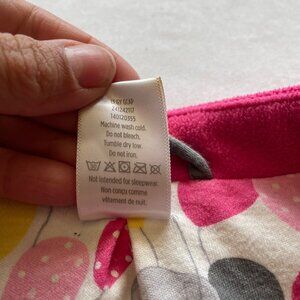 Machine wash cold.
Do not bleach.
Tumble dry low.
Do not iron.
Not intended for sleepwear.
Non conçu comme
vêtement de nuit.